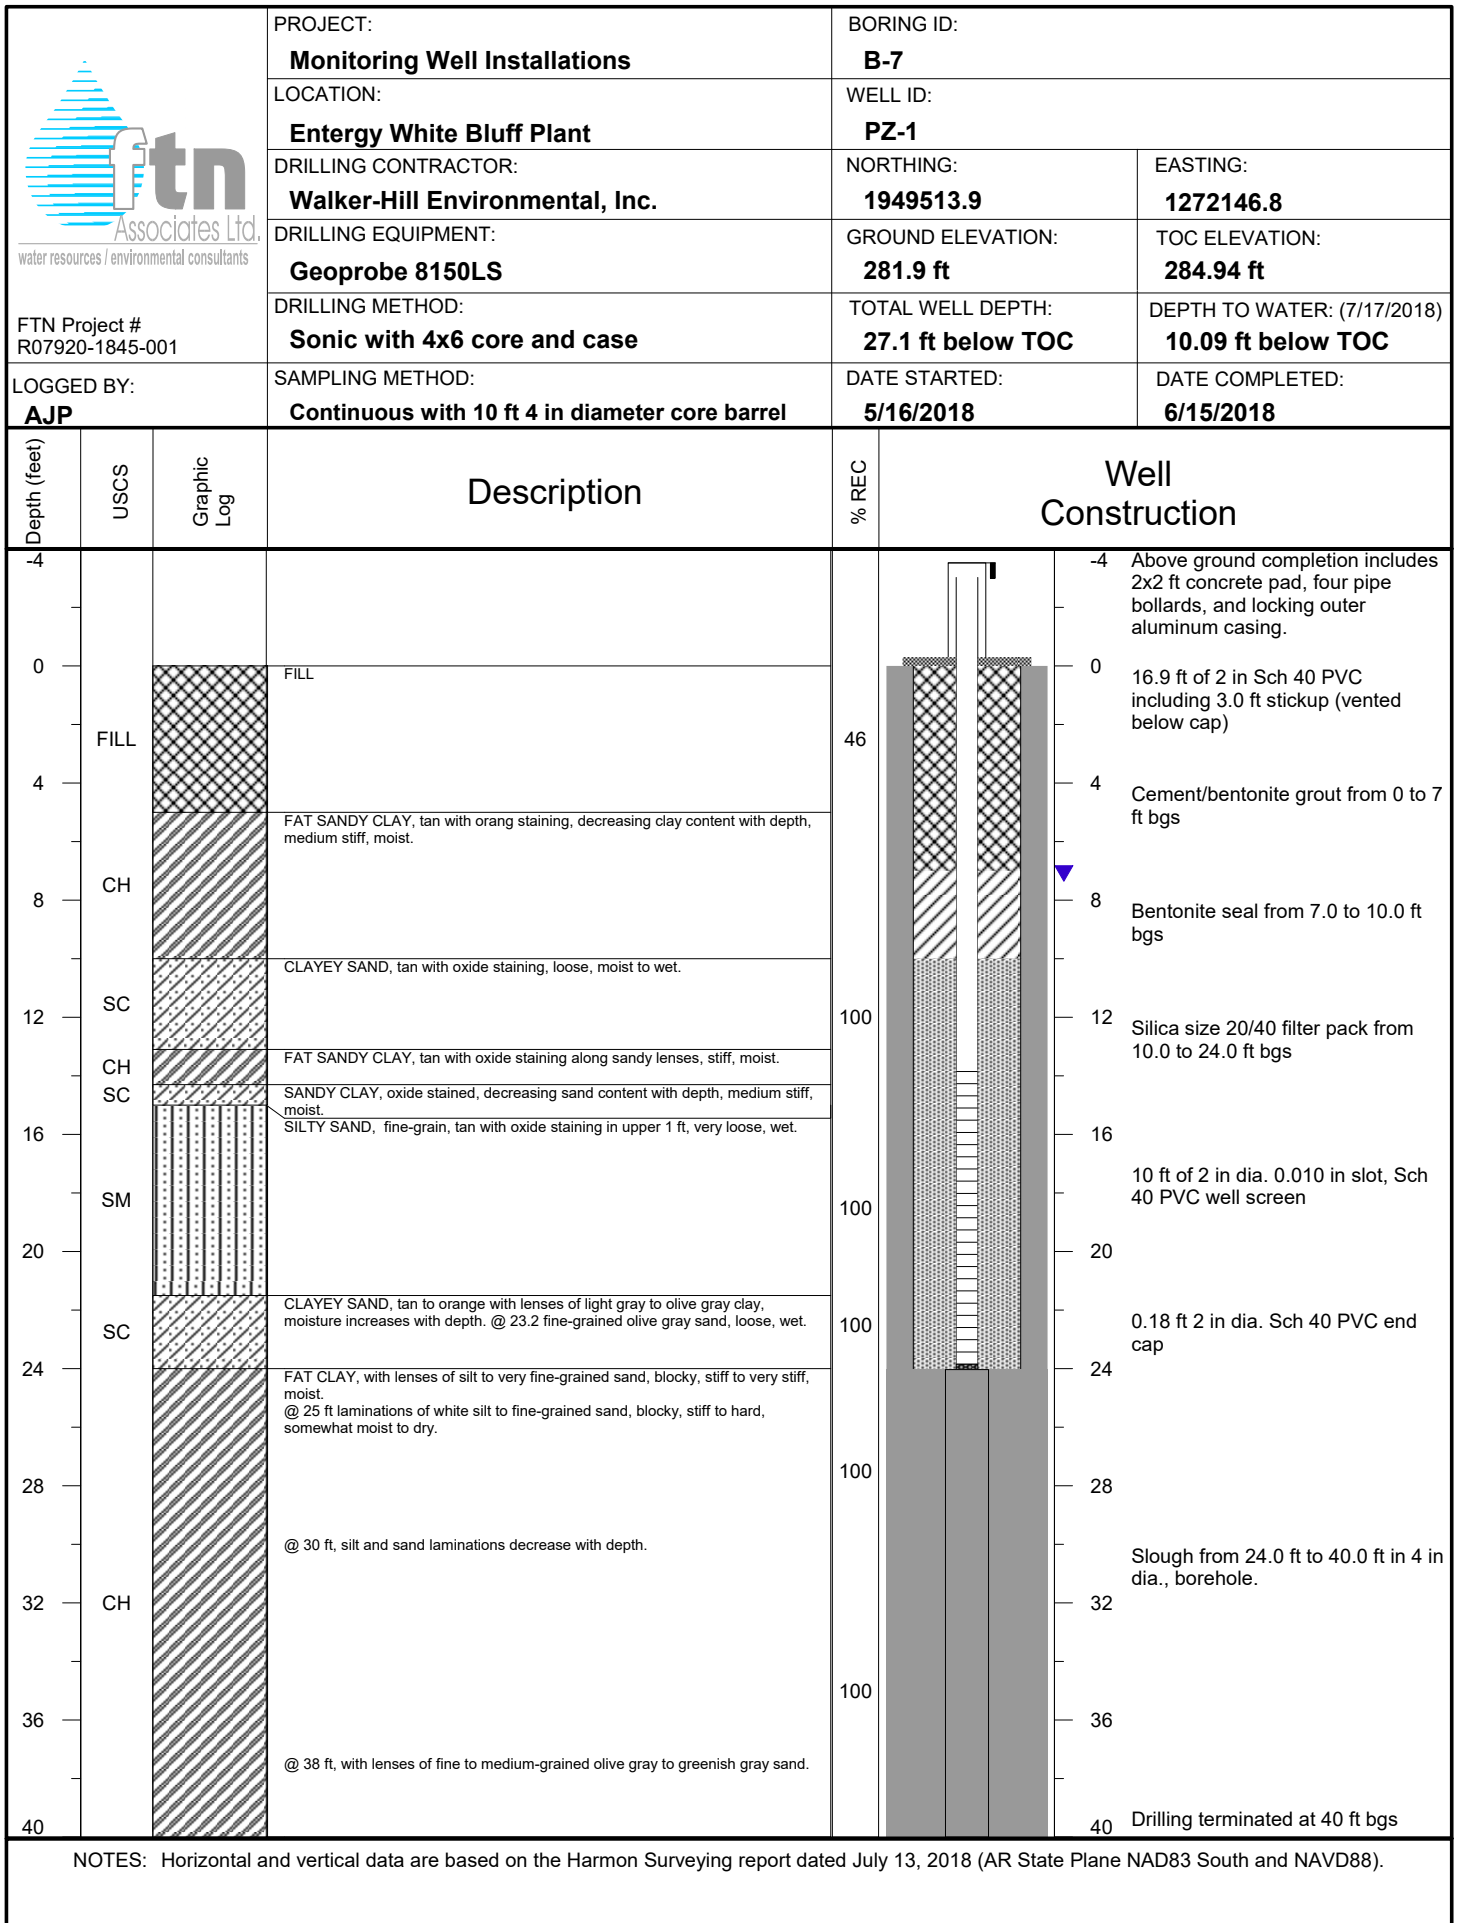 ftn
Associates Ltd.
water resources / environmental consultants
FTN Project #
R07920-1845-001
LOGGED BY:
AJP
PROJECT:
Monitoring Well Installations
LOCATION:
Entergy White Bluff Plant
DRILLING CONTRACTOR:
Walker-Hill Environmental, Inc.
DRILLING EQUIPMENT:
Geoprobe 8150LS
DRILLING METHOD:
Sonic with 4x6 core and case
SAMPLING METHOD:
Continuous with 10 ft 4 in diameter core barrel
BORING ID:
B-7
WELL ID:
PZ-1
NORTHING:
1949513.9
EASTING:
1272146.8
GROUND ELEVATION:
281.9 ft
TOC ELEVATION:
284.94 ft
TOTAL WELL DEPTH:
27.1 ft below TOC
DEPTH TO WATER: (7/17/2018)
10.09 ft below TOC
DATE STARTED:
5/16/2018
DATE COMPLETED:
6/15/2018
Depth (feet)
USCS
Graphic
Log
Description
% REC
Well
Construction
-4
0
4
8
12
16
20
24
28
32
36
40
FILL
CH
SC
CH
SC
SM
SC
CH
FILL
FAT SANDY CLAY, tan with orang staining, decreasing clay content with depth,
medium stiff, moist.
CLAYEY SAND, tan with oxide staining, loose, moist to wet.
FAT SANDY CLAY, tan with oxide staining along sandy lenses, stiff, moist.
SANDY CLAY, oxide stained, decreasing sand content with depth, medium stiff,
moist.
SILTY SAND, fine-grain, tan with oxide staining in upper 1 ft, very loose, wet.
CLAYEY SAND, tan to orange with lenses of light gray to olive gray clay,
moisture increases with depth. @ 23.2 fine-grained olive gray sand, loose, wet.
FAT CLAY, with lenses of silt to very fine-grained sand, blocky, stiff to very stiff,
moist.
@ 25 ft laminations of white silt to fine-grained sand, blocky, stiff to hard,
somewhat moist to dry.
@ 30 ft, silt and sand laminations decrease with depth.
@ 38 ft, with lenses of fine to medium-grained olive gray to greenish gray sand.
46
100
100
100
100
100
-4
0
4
8
12
16
20
24
28
32
36
40
Above ground completion includes
2x2 ft concrete pad, four pipe
bollards, and locking outer
aluminum casing.
16.9 ft of 2 in Sch 40 PVC
including 3.0 ft stickup (vented
below cap)
Cement/bentonite grout from 0 to 7
ft bgs
Bentonite seal from 7.0 to 10.0 ft
bgs
Silica size 20/40 filter pack from
10.0 to 24.0 ft bgs
10 ft of 2 in dia. 0.010 in slot, Sch
40 PVC well screen
0.18 ft 2 in dia. Sch 40 PVC end
cap
Slough from 24.0 ft to 40.0 ft in 4 in
dia., borehole.
Drilling terminated at 40 ft bgs
NOTES: Horizontal and vertical data are based on the Harmon Surveying report dated July 13, 2018 (AR State Plane NAD83 South and NAVD88).